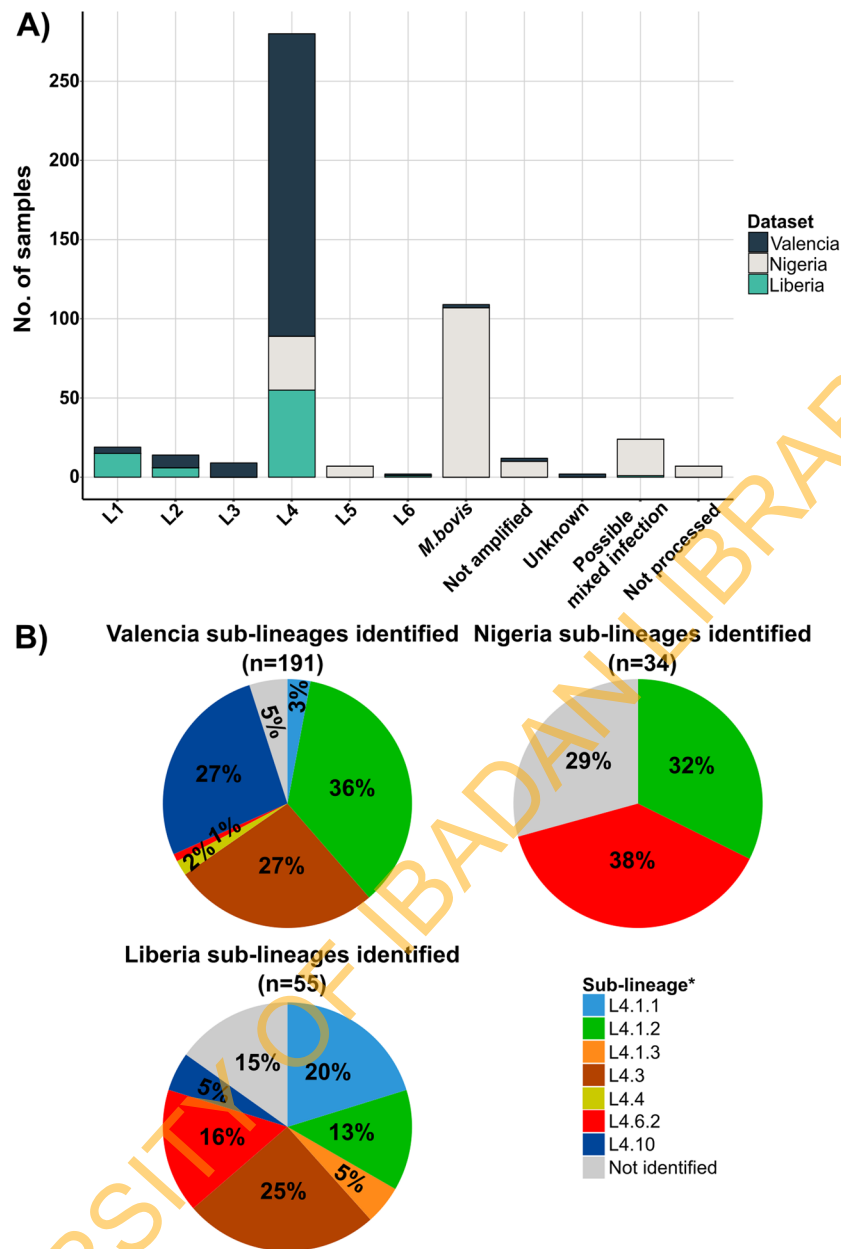 A)
No. of samples
250
200
150
100
50
0
L1
L2
L3
L4
L5
L6
M.bovis
Not amplified
Unknown
Possible
mixed infection
Not processed
Dataset
Valencia
Nigeria
Liberia
B)
Valencia sub-lineages identified
(n=191)
3%
36%
27%
2%
1%
27%
5%
Nigeria sub-lineages identified
(n=34)
32%
38%
29%
Liberia sub-lineages identified
(n=55)
20%
13%
5%
25%
16%
5%
15%
Sub-lineage*
L4.1.1
L4.1.2
L4.1.3
L4.3
L4.4
L4.6.2
L4.10
Not identified
OF IBADAN